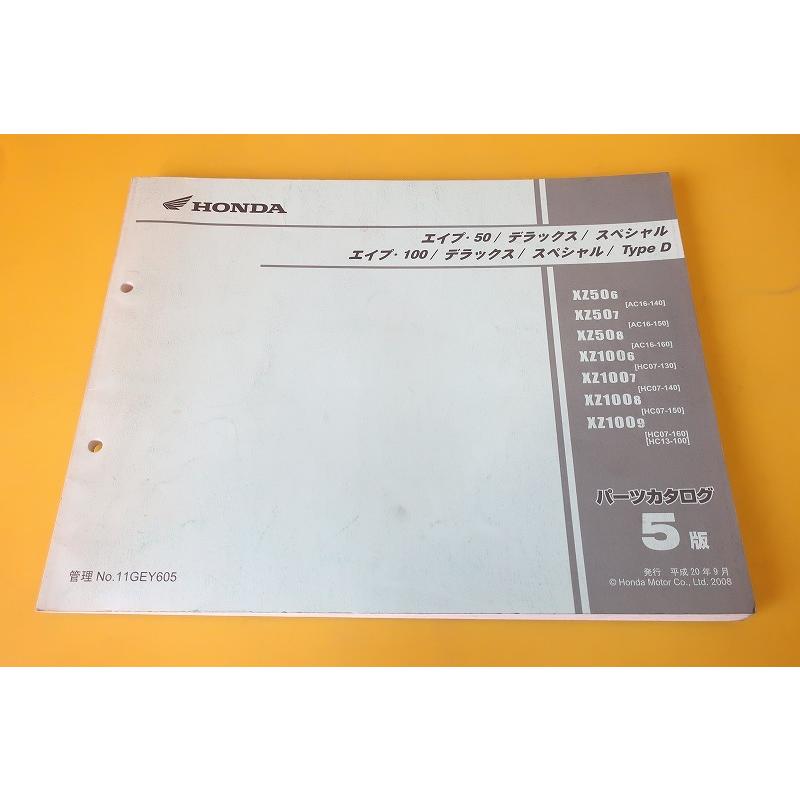 HONDA
エイプ・50/ デラックス/ スペシャル
エイプ・100/ デラックス/ スペシャル/ Type D
XZ506
[AC16-140]
XZ507
[AC16-150]
XZ508
[AC16-160]
XZ1006
[HC07-130]
XZ1007
[HC07-140]
XZ1008
[HC07-150]
XZ1009
[HC07-160]
[HC13-100]
パーツカタログ
5版
管理 No.11GEY605
発行 平成20年9月
© Honda Motor Co., Ltd. 2008